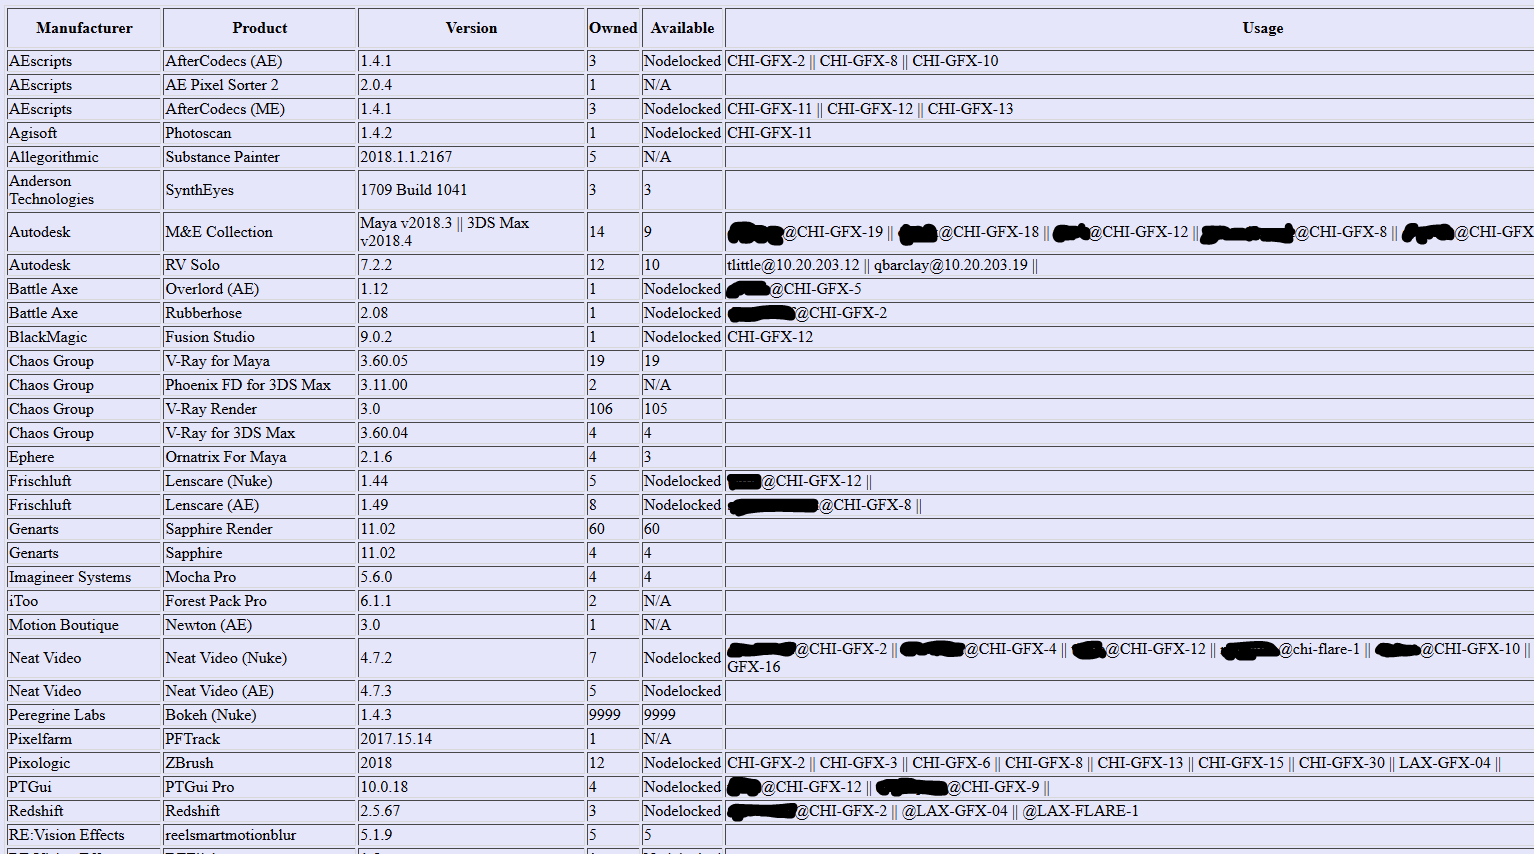 Manufacturer Product Version Owned Available Usage
AEscripts AfterCodecs (AE) 1.4.1 3 Nodelocked CHI-GFX-2 || CHI-GFX-8 || CHI-GFX-10
AEscripts AE Pixel Sorter 2 2.0.4 1 N/A
AEscripts AfterCodecs (ME) 1.4.1 3 Nodelocked CHI-GFX-11 || CHI-GFX-12 || CHI-GFX-13
Agisoft Photoscan 1.4.2 1 Nodelocked CHI-GFX-11
Allegorithmic Substance Painter 2018.1.1.2167 5 N/A
Anderson
Technologies SynthEyes 1709 Build 1041 3 3
Autodesk M&E Collection Maya v2018.3 || 3DS Max
v2018.4 14 9 @CHI-GFX-19 || @CHI-GFX-18 || @CHI-GFX-12 || @CHI-GFX-8 || @CHI-GFX
Autodesk RV Solo 7.2.2 12 10 tlittle@10.20.203.12 || qbarclay@10.20.203.19 ||
Battle Axe Overlord (AE) 1.12 1 Nodelocked @CHI-GFX-5
Battle Axe Rubberhose 2.08 1 Nodelocked @CHI-GFX-2
BlackMagic Fusion Studio 9.0.2 1 Nodelocked CHI-GFX-12
Chaos Group V-Ray for Maya 3.60.05 19 19
Chaos Group Phoenix FD for 3DS Max 3.11.00 2 N/A
Chaos Group V-Ray Render 3.0 106 105
Chaos Group V-Ray for 3DS Max 3.60.04 4 4
Ephere Ornatrix For Maya 2.1.6 4 3
Frischluft Lenscare (Nuke) 1.44 5 Nodelocked @CHI-GFX-12 ||
Frischluft Lenscare (AE) 1.49 8 Nodelocked @CHI-GFX-8 ||
Genarts Sapphire Render 11.02 60 60
Genarts Sapphire 11.02 4 4
Imagineer Systems Mocha Pro 5.6.0 4 4
iToo Forest Pack Pro 6.1.1 2 N/A
Motion Boutique Newton (AE) 3.0 1 N/A
Neat Video Neat Video (Nuke) 4.7.2 7 Nodelocked @CHI-GFX-2 || @CHI-GFX-4 || @CHI-GFX-12 || @chi-flare-1 || @CHI-GFX-10 ||
GFX-16
Neat Video Neat Video (AE) 4.7.3 5 Nodelocked
Peregrine Labs Bokeh (Nuke) 1.4.3 9999 9999
Pixelfarm PFTrack 2017.15.14 1 N/A
Pixologic ZBrush 2018 12 Nodelocked CHI-GFX-2 || CHI-GFX-3 || CHI-GFX-6 || CHI-GFX-8 || CHI-GFX-13 || CHI-GFX-15 || CHI-GFX-30 || LAX-GFX-04 ||
PTGui PTGui Pro 10.0.18 4 Nodelocked @CHI-GFX-12 || @CHI-GFX-9 ||
Redshift Redshift 2.5.67 3 Nodelocked @CHI-GFX-2 || @LAX-GFX-04 || @LAX-FLARE-1
RE:Vision Effects reelsmartmotionblur 5.1.9 5 5